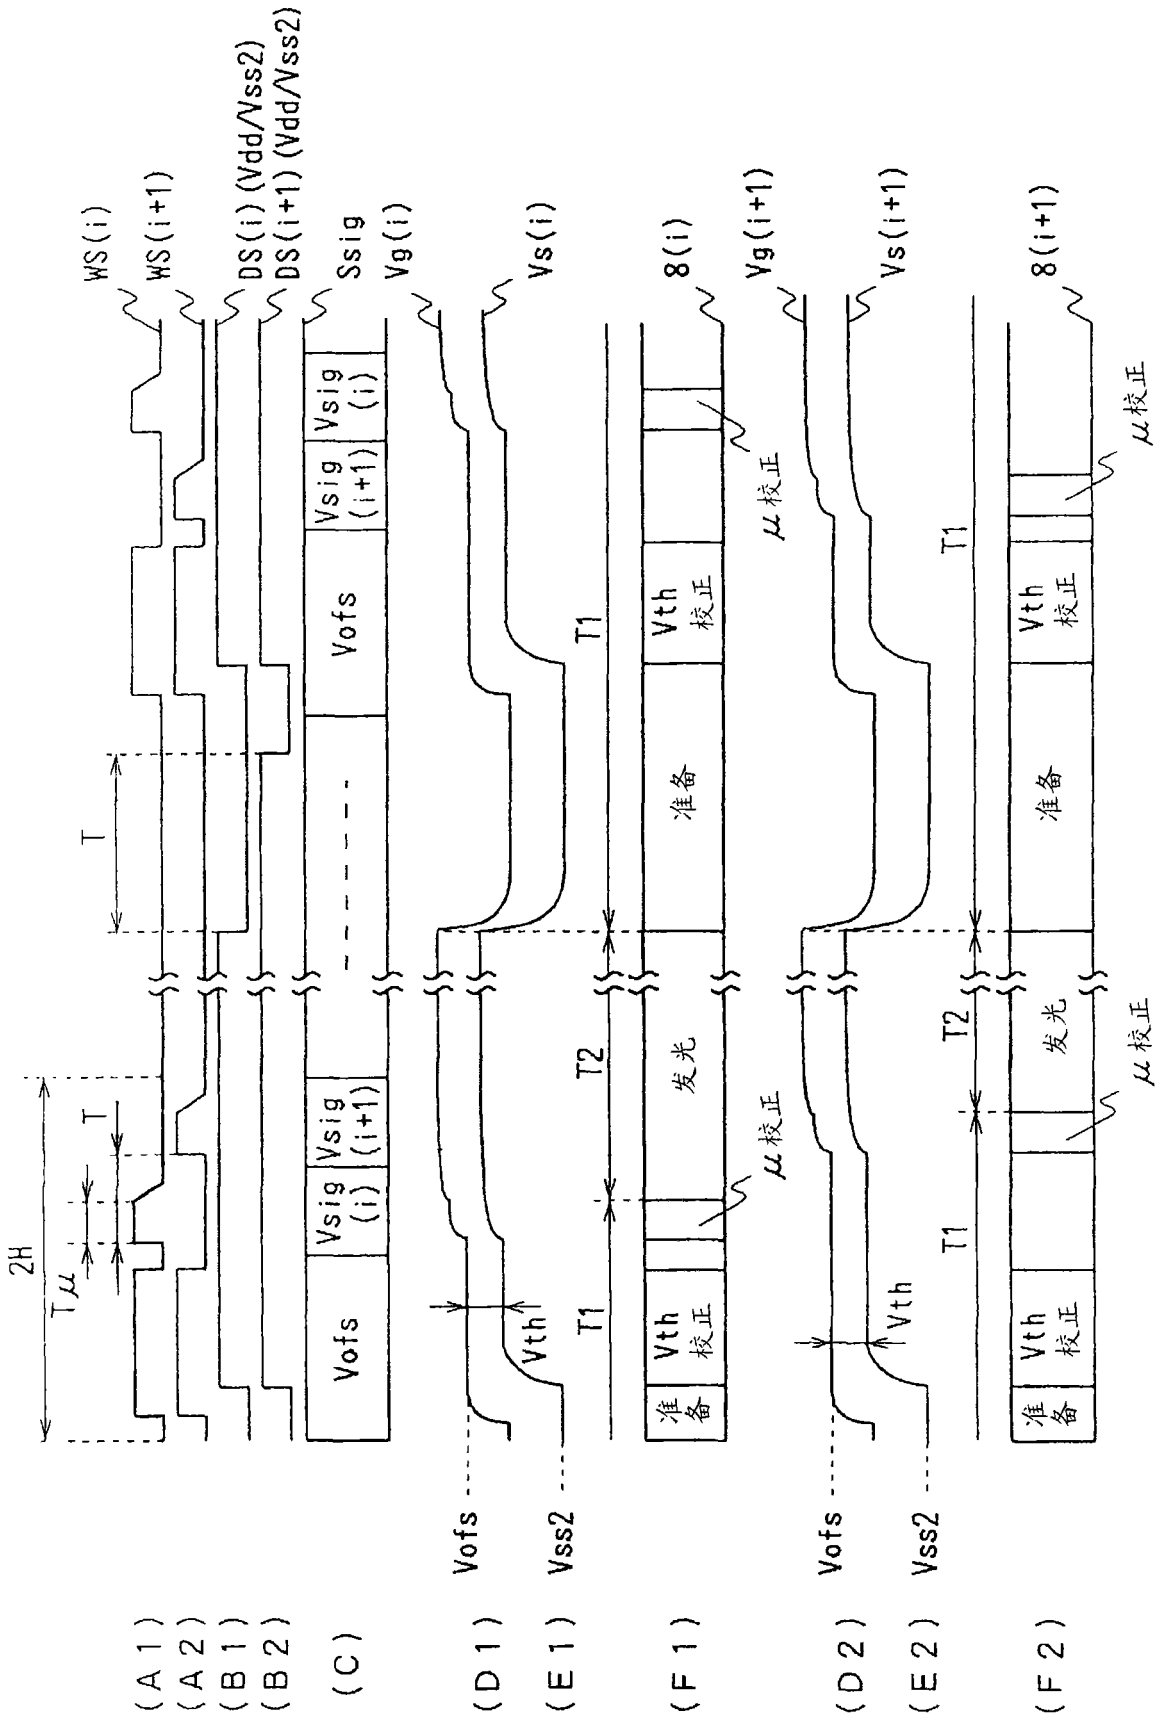 2H
Tμ
T
T
(A1)
WS(i)
(A2)
WS(i+1)
(B1)
DS(i)(Vdd/Vss2)
(B2)
DS(i+1)(Vdd/Vss2)
(C)
Vofs
Vsig
(i)
Vsig
(i+1)
Vofs
Vsig
(i+1)
Vsig
(i)
Ssig
(D1)
Vofs
Vg(i)
Vth
(E1)
Vss2
Vs(i)
T1
T2
T1
(F1)
准备
Vth
校正
发光
准备
Vth
校正
8(i)
μ校正
μ校正
(D2)
Vofs
Vg(i+1)
Vth
(E2)
Vss2
Vs(i+1)
T1
T2
T1
(F2)
准备
Vth
校正
发光
准备
Vth
校正
8(i+1)
μ校正
μ校正